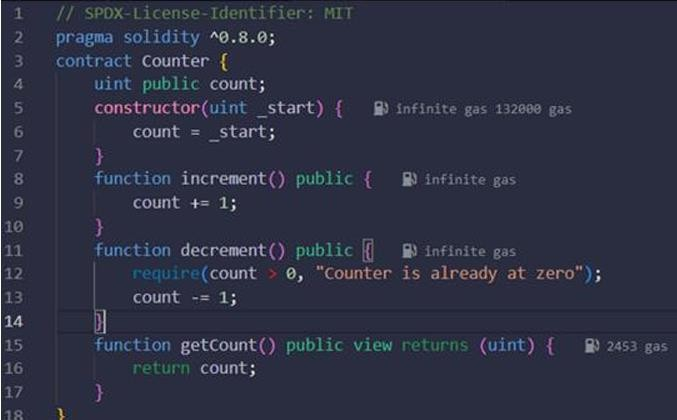 1 // SPDX-License-Identifier: MIT
2 pragma solidity ^0.8.0;
3 contract Counter {
4 uint public count;
5 constructor(uint _start) { infinite gas 132000 gas
6 count = _start;
7 }
8 function increment() public { infinite gas
9 count += 1;
10 }
11 function decrement() public { infinite gas
12 require(count > 0, "Counter is already at zero");
13 count -= 1;
14 }
15 function getCount() public view returns (uint) { 2453 gas
16 return count;
17 }
18 }